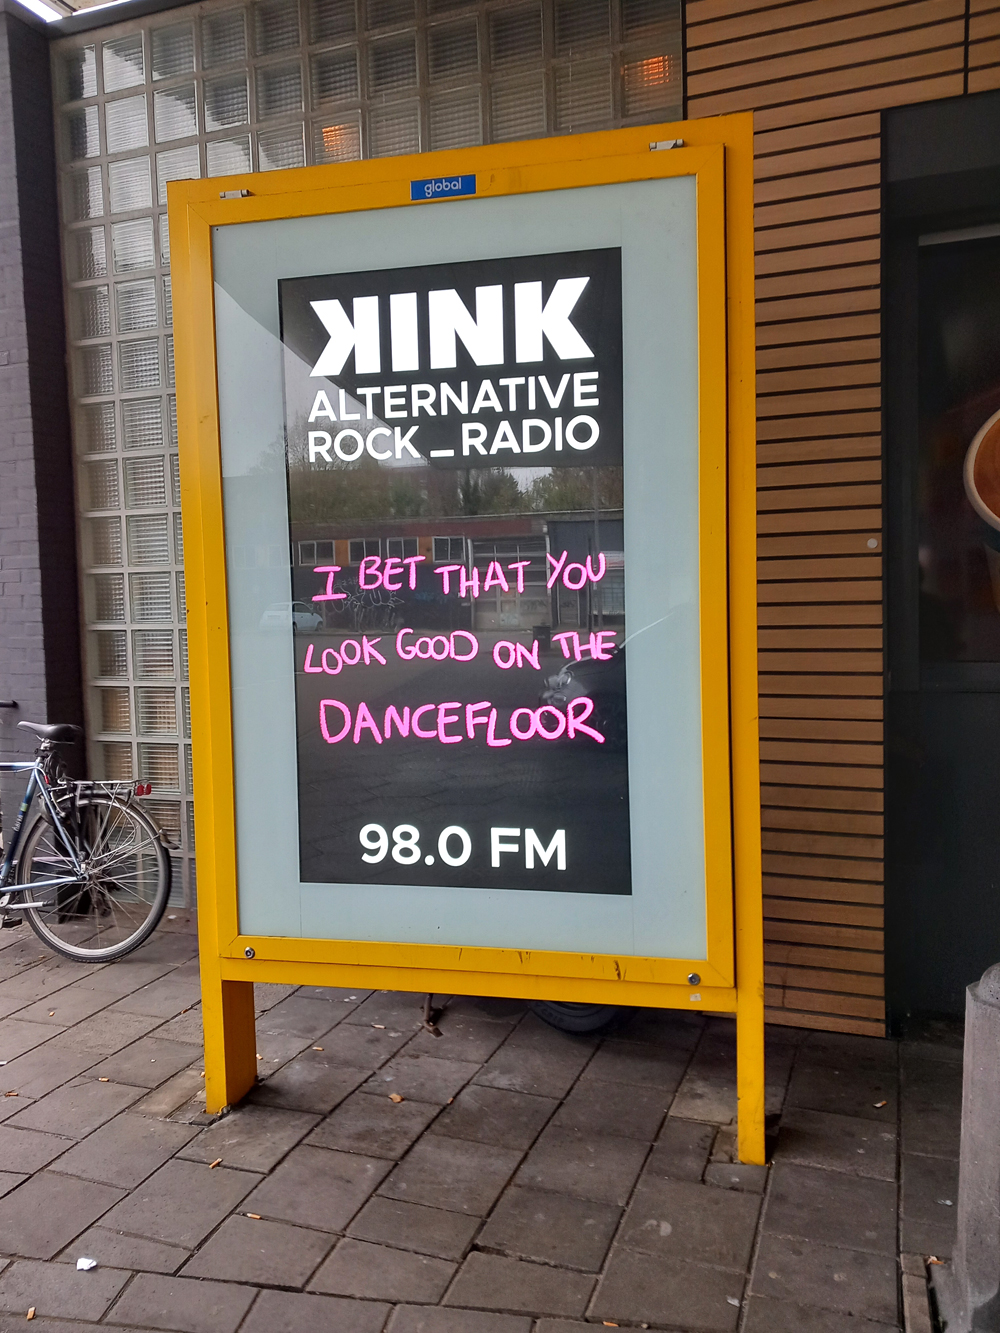 global
KINK
ALTERNATIVE
ROCK_RADIO
I BET THAT YOU
LOOK GOOD ON THE
DANCEFLOOR
98.0 FM